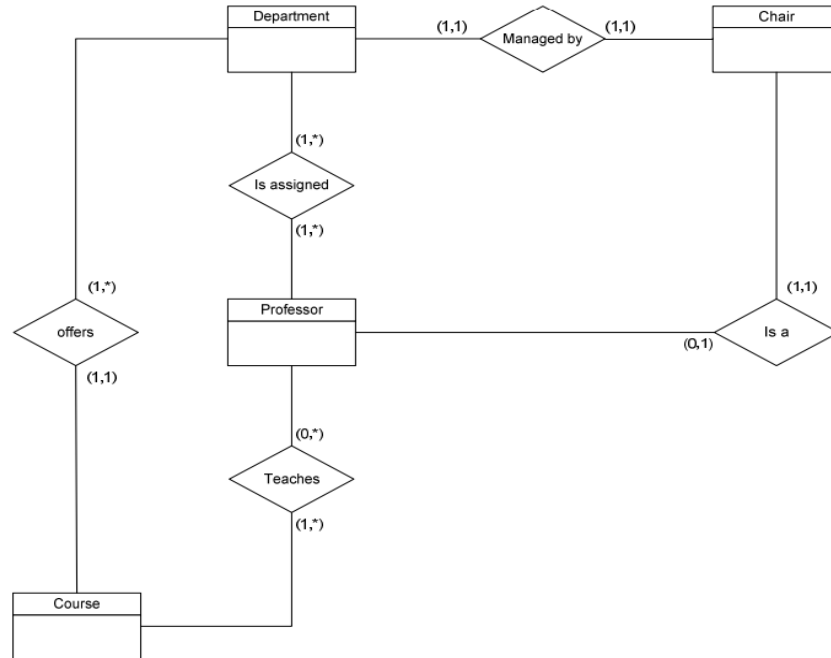 Department
(1,1)
Managed by
(1,1)
Chair
(1,*)
Is assigned
(1,*)
(1,*)
offers
(1,1)
Professor
(1,1)
Is a
(0,1)
(0,*)
Teaches
(1,*)
Course